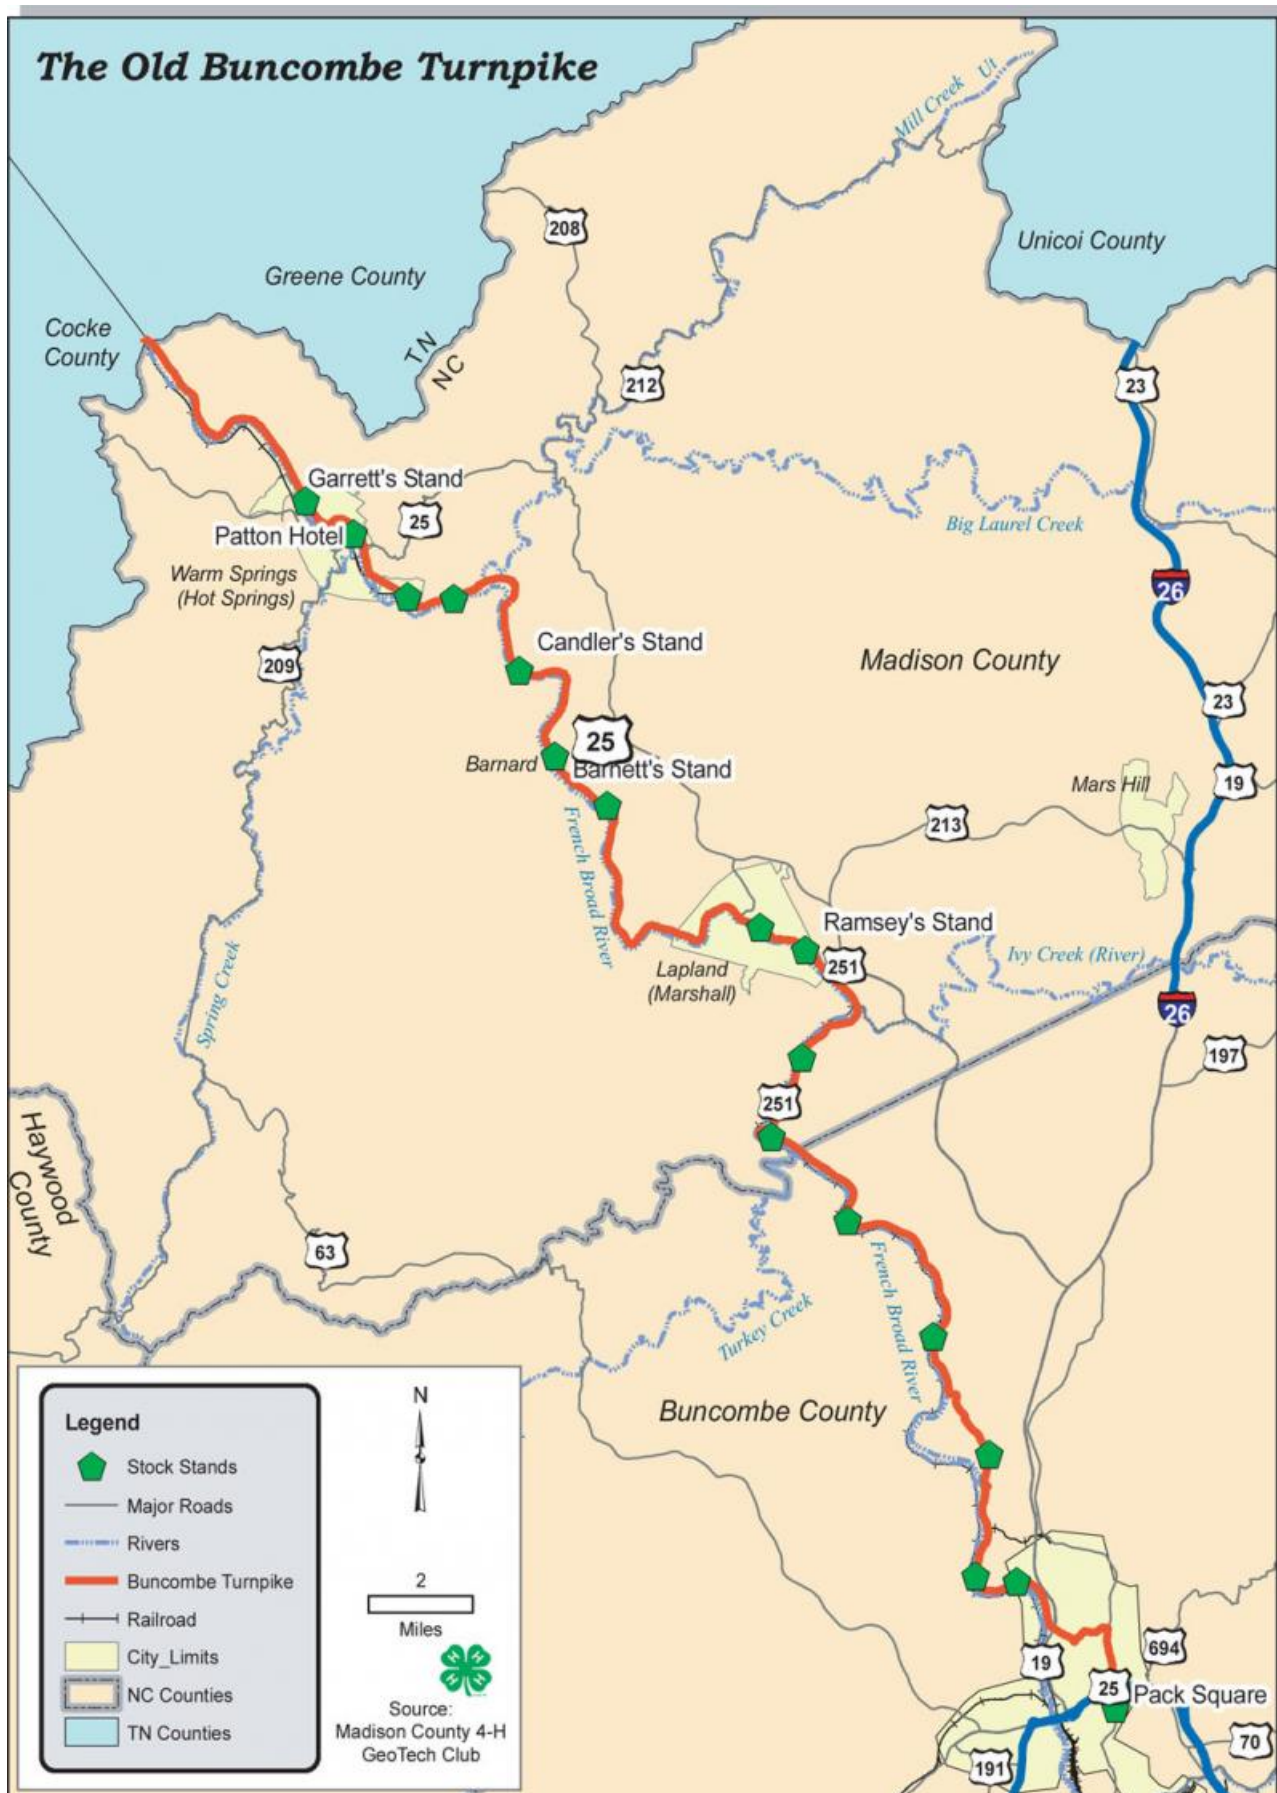 The Old Buncombe Turnpike
Mill Creek Ut
208
Unicoi County
Greene County
Cocke
County
TN
NC
212
23
Garrett's Stand
25
Patton Hotel
Big Laurel Creek
Warm Springs
(Hot Springs)
26
209
Candler's Stand
Madison County
23
25
Barnard
Barnett's Stand
Mars Hill
19
213
French Broad River
Ramsey's Stand
251
Ivy Creek (River)
Lapland
(Marshall)
Spring Creek
26
197
251
Haywood
County
63
French Broad River
Turkey Creek
Buncombe County
Legend
Stock Stands
Major Roads
Rivers
Buncombe Turnpike
Railroad
City_Limits
NC Counties
TN Counties
N
2
Miles
H H
H H
Source:
Madison County 4-H
GeoTech Club
694
19
25
Pack Square
70
191